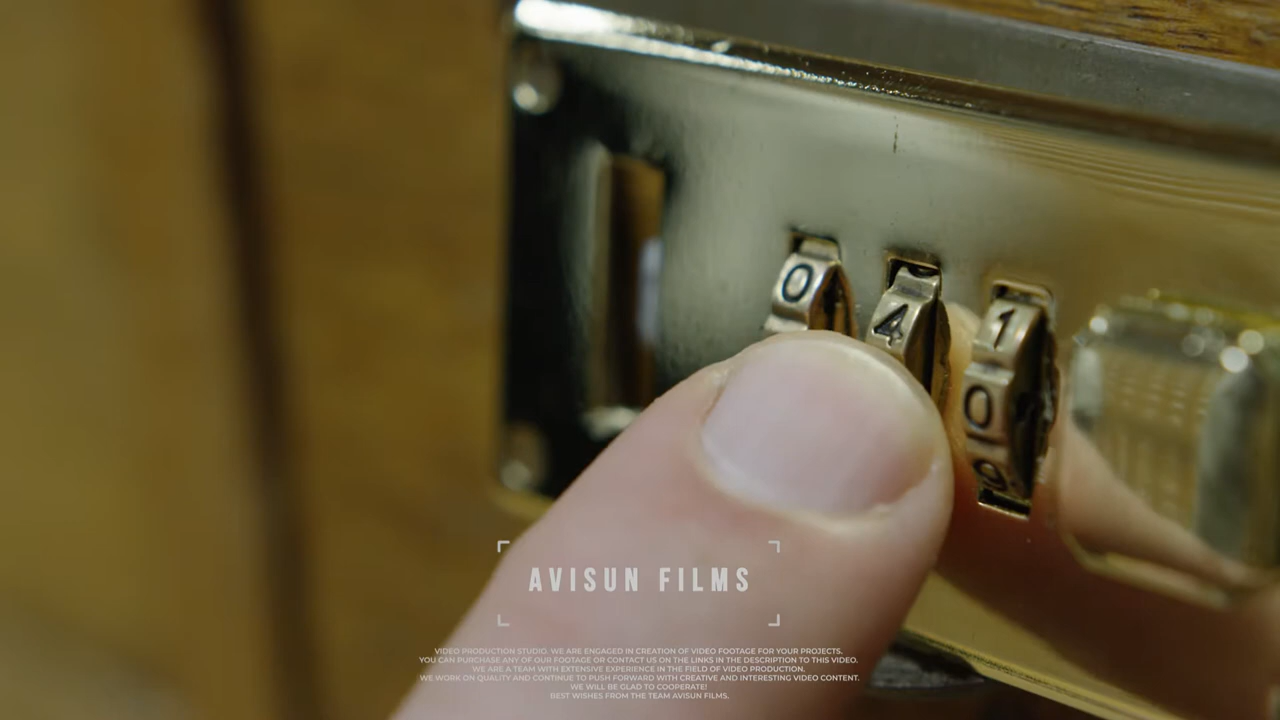 0 4 1
0
9
AVISUN FILMS
VIDEO PRODUCTION STUDIO. WE ARE ENGAGED IN CREATION OF VIDEO FOOTAGE FOR YOUR PROJECTS.
YOU CAN PURCHASE ANY OF OUR FOOTAGE OR CONTACT US ON THE LINKS IN THE DESCRIPTION TO THIS VIDEO.
WE ARE A TEAM WITH EXTENSIVE EXPERIENCE IN THE FIELD OF VIDEO PRODUCTION.
WE WORK ON QUALITY AND CONTINUE TO PUSH FORWARD WITH CREATIVE AND INTERESTING VIDEO CONTENT.
WE WILL BE GLAD TO COOPERATE!
BEST WISHES FROM THE TEAM AVISUN FILMS.